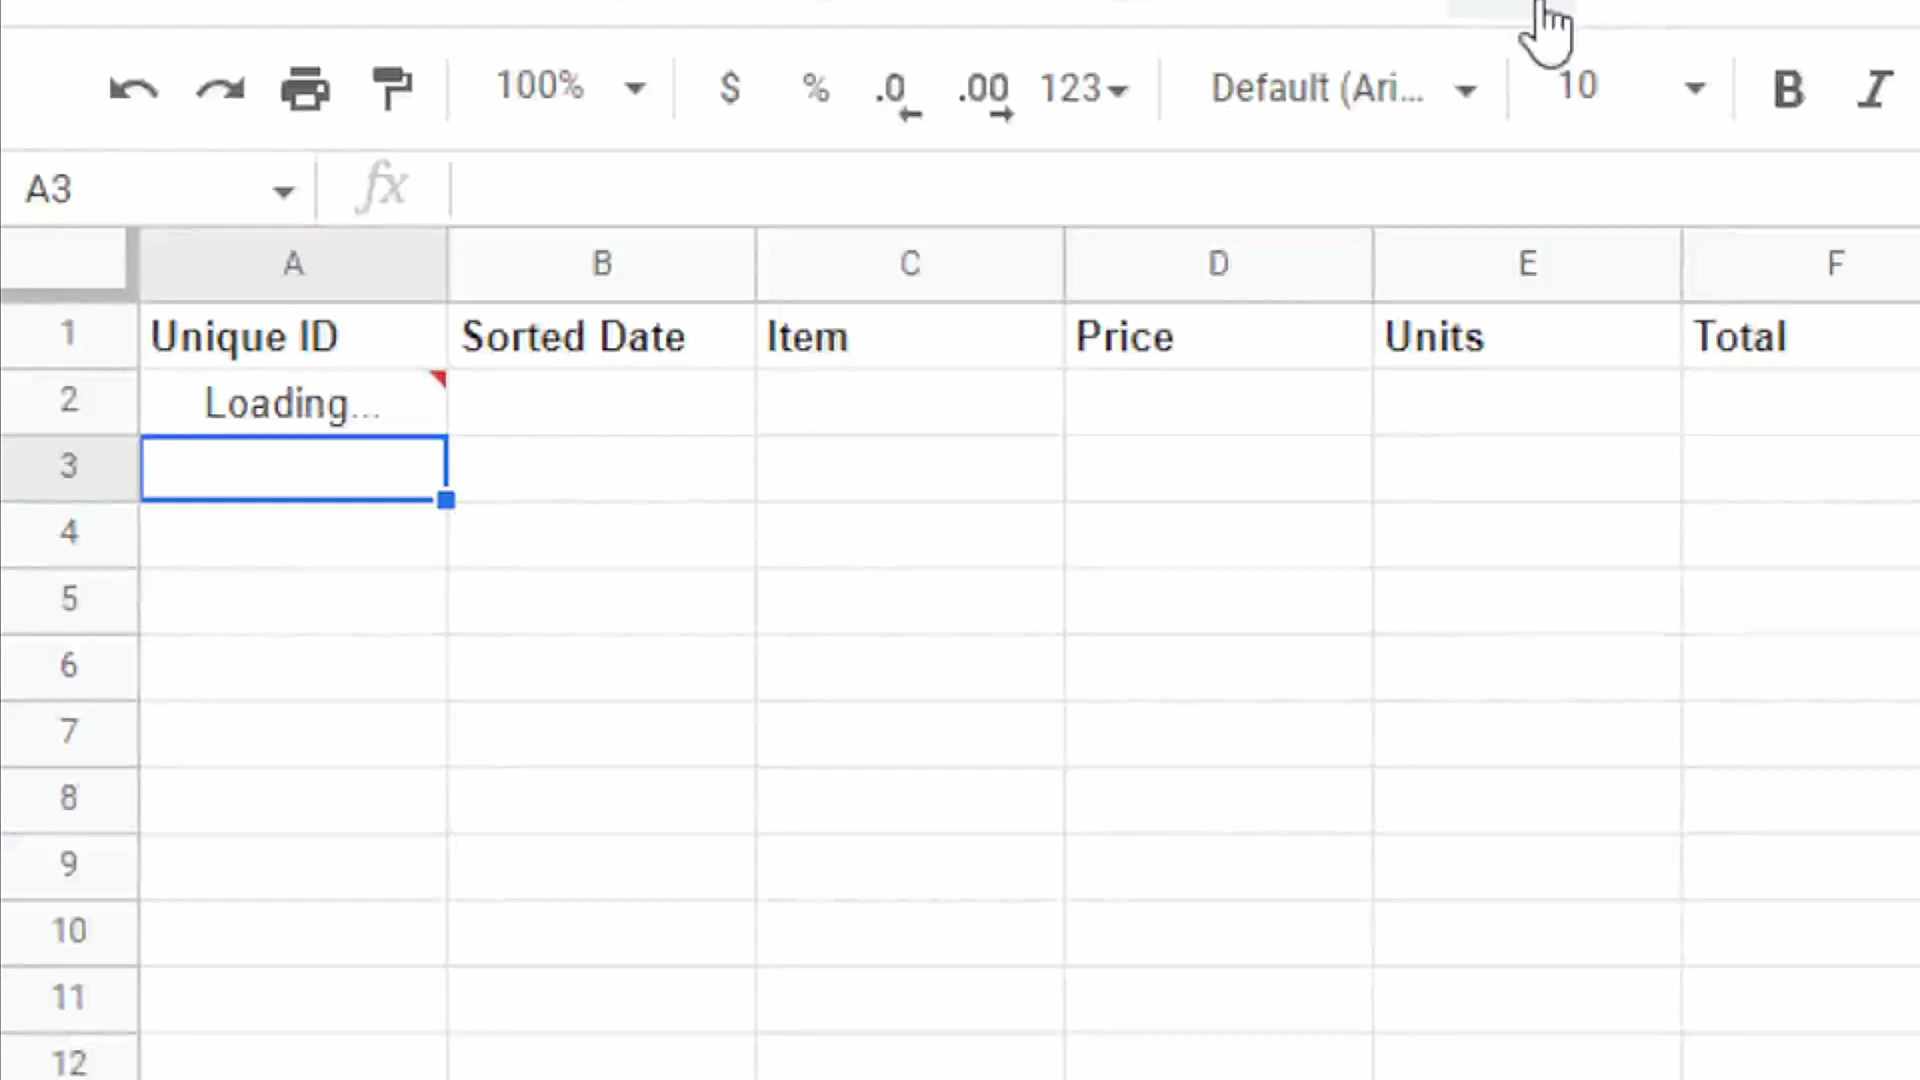 100% $ % .0 .00 123 Default (Ari... 10 B I
A3 fx
A B C D E F
1 Unique ID Sorted Date Item Price Units Total
2 Loading...
3
4
5
6
7
8
9
10
11
12